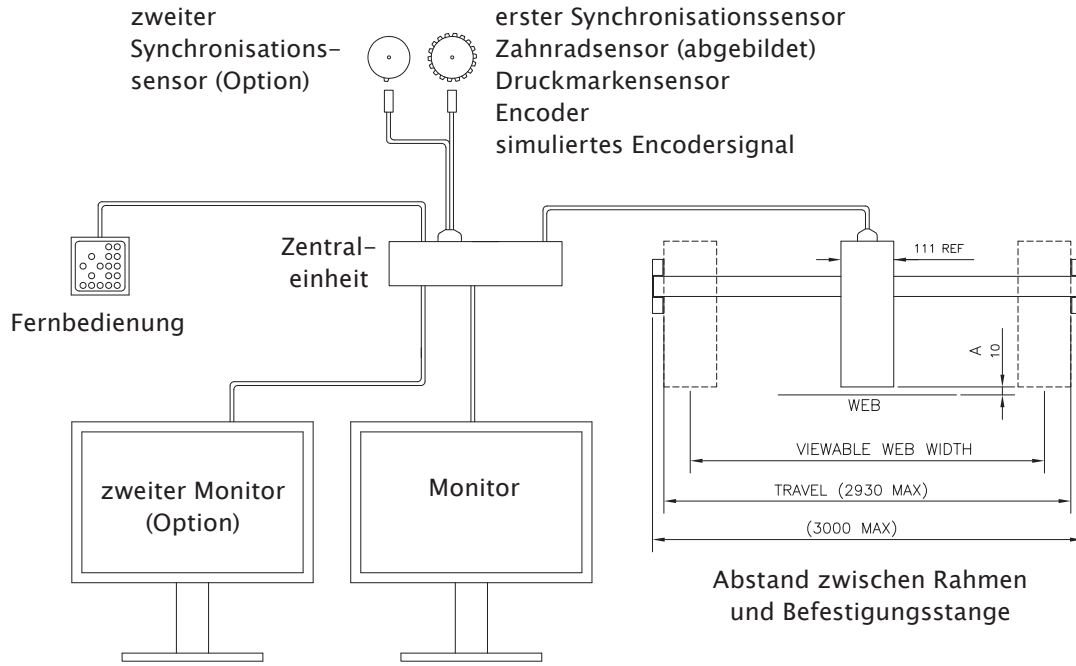 zweiter
Synchronisations-
sensor (Option)
erster Synchronisationssensor
Zahnradsensor (abgebildet)
Druckmarkensensor
Encoder
simuliertes Encodersignal
Zentral-
einheit
Fernbedienung
zweiter Monitor
(Option)
Monitor
111 REF
A
10
WEB
VIEWABLE WEB WIDTH
TRAVEL (2930 MAX)
(3000 MAX)
Abstand zwischen Rahmen
und Befestigungsstange